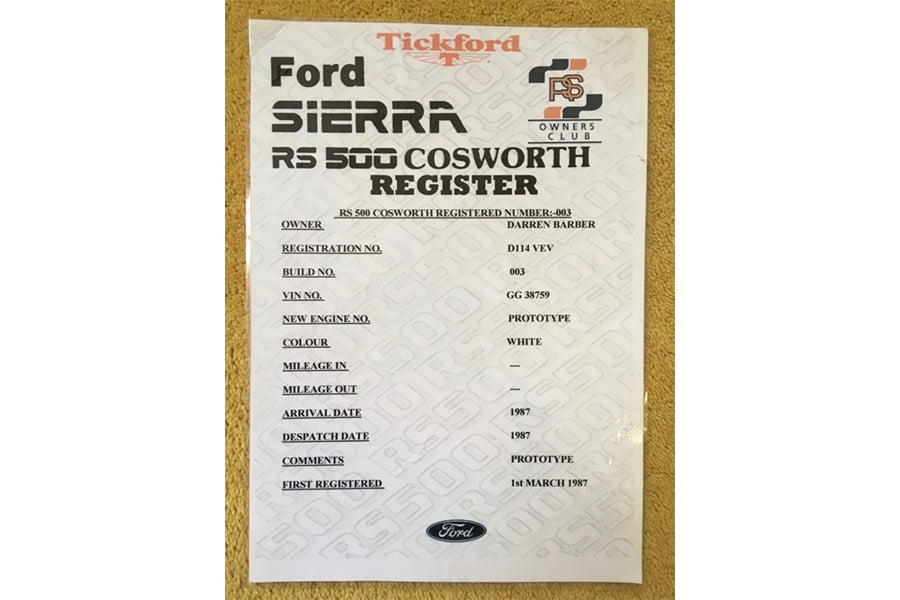 Tickford
T
Ford
SIERRA
RS
OWNERS
CLUB
RS 500 COSWORTH
REGISTER
RS 500 COSWORTH REGISTERED NUMBER:-003
OWNER DARREN BARBER
REGISTRATION NO. D114 VEV
BUILD NO. 003
VIN NO. GG 38759
NEW ENGINE NO. PROTOTYPE
COLOUR WHITE
MILEAGE IN ---
MILEAGE OUT ---
ARRIVAL DATE 1987
DESPATCH DATE 1987
COMMENTS PROTOTYPE
FIRST REGISTERED 1st MARCH 1987
Ford